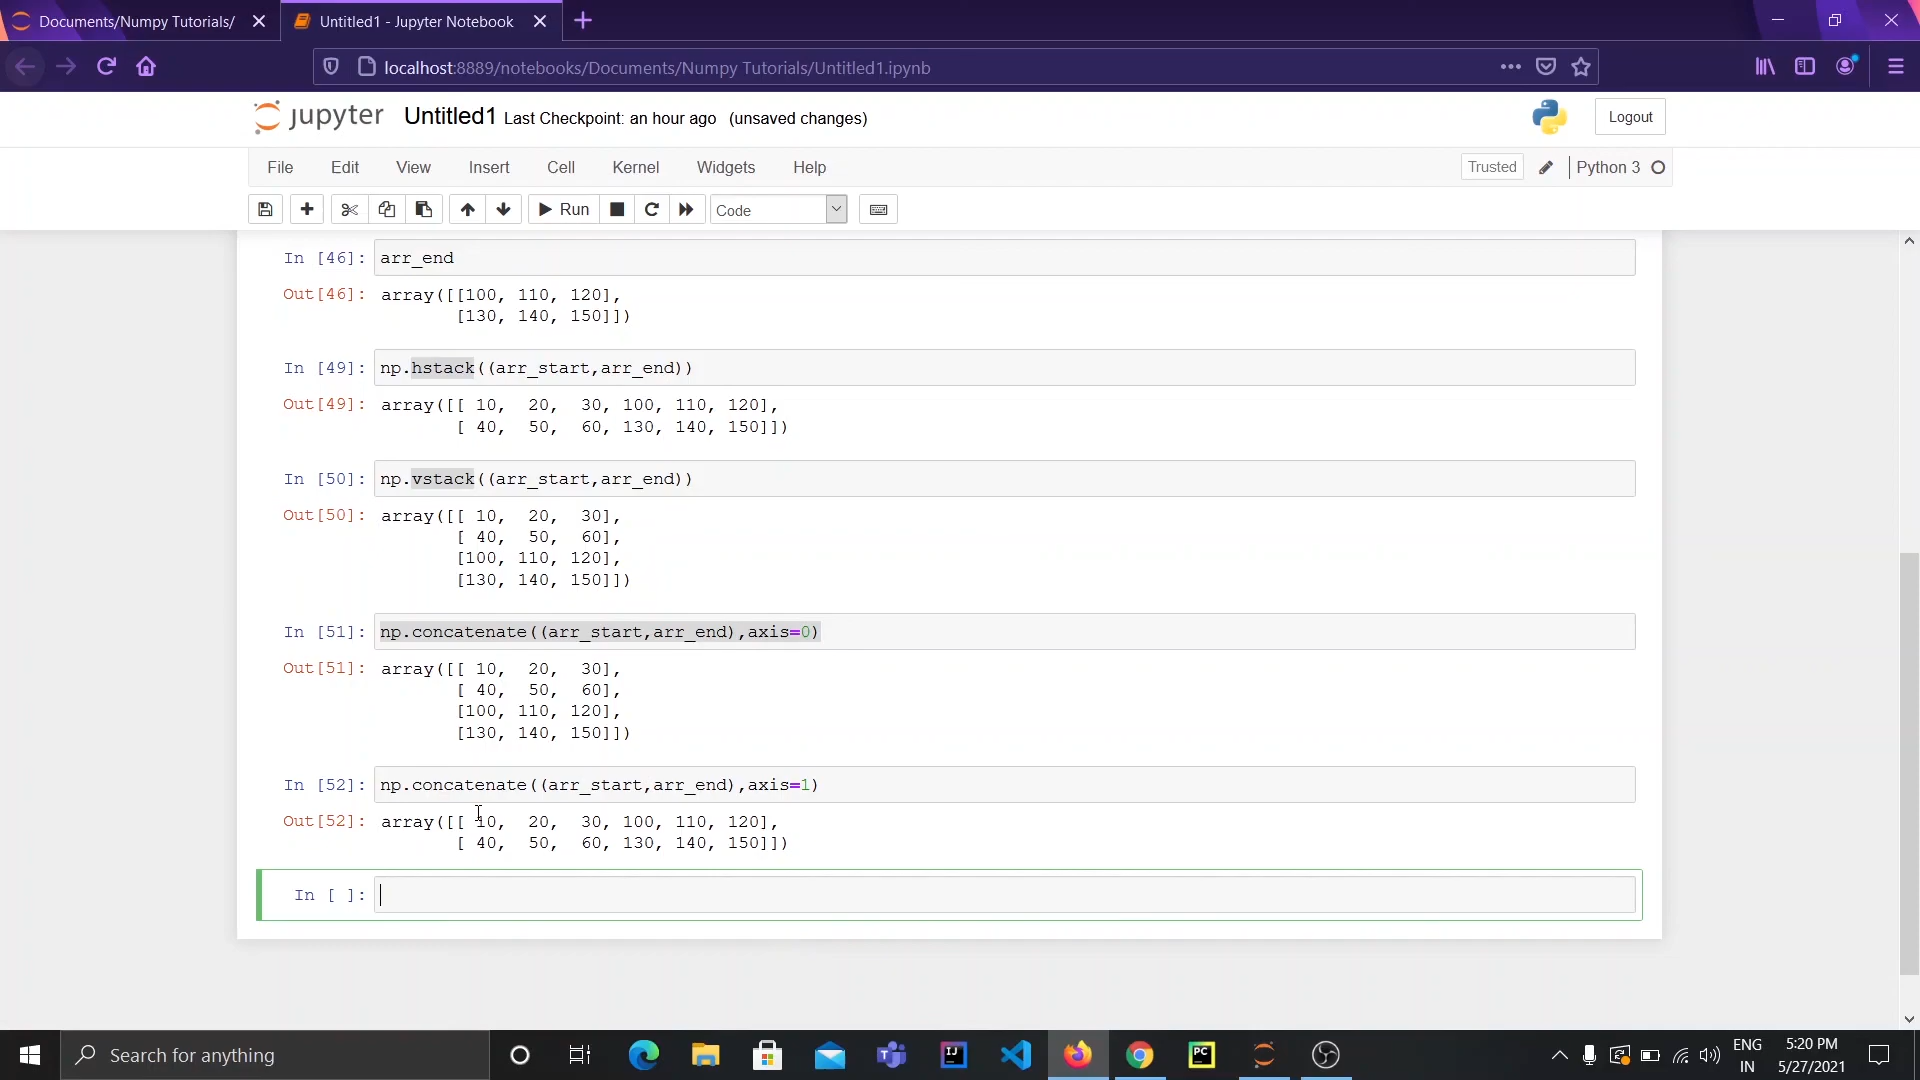 Documents/Numpy Tutorials/
Untitled1 - Jupyter Notebook
localhost:8889/notebooks/Documents/Numpy Tutorials/Untitled1.ipynb
jupyter Untitled1 Last Checkpoint: an hour ago (unsaved changes)
Logout
File Edit View Insert Cell Kernel Widgets Help
Trusted Python 3
Run Code
In [46]: arr_end
Out[46]: array([[100, 110, 120],
[130, 140, 150]])
In [49]: np.hstack((arr_start,arr_end))
Out[49]: array([[ 10, 20, 30, 100, 110, 120],
[ 40, 50, 60, 130, 140, 150]])
In [50]: np.vstack((arr_start,arr_end))
Out[50]: array([[ 10, 20, 30],
[ 40, 50, 60],
[100, 110, 120],
[130, 140, 150]])
In [51]: np.concatenate((arr_start,arr_end),axis=0)
Out[51]: array([[ 10, 20, 30],
[ 40, 50, 60],
[100, 110, 120],
[130, 140, 150]])
In [52]: np.concatenate((arr_start,arr_end),axis=1)
Out[52]: array([[ 10, 20, 30, 100, 110, 120],
[ 40, 50, 60, 130, 140, 150]])
In [ ]:
Search for anything
IJ
PC
ENG
IN
5:20 PM
5/27/2021